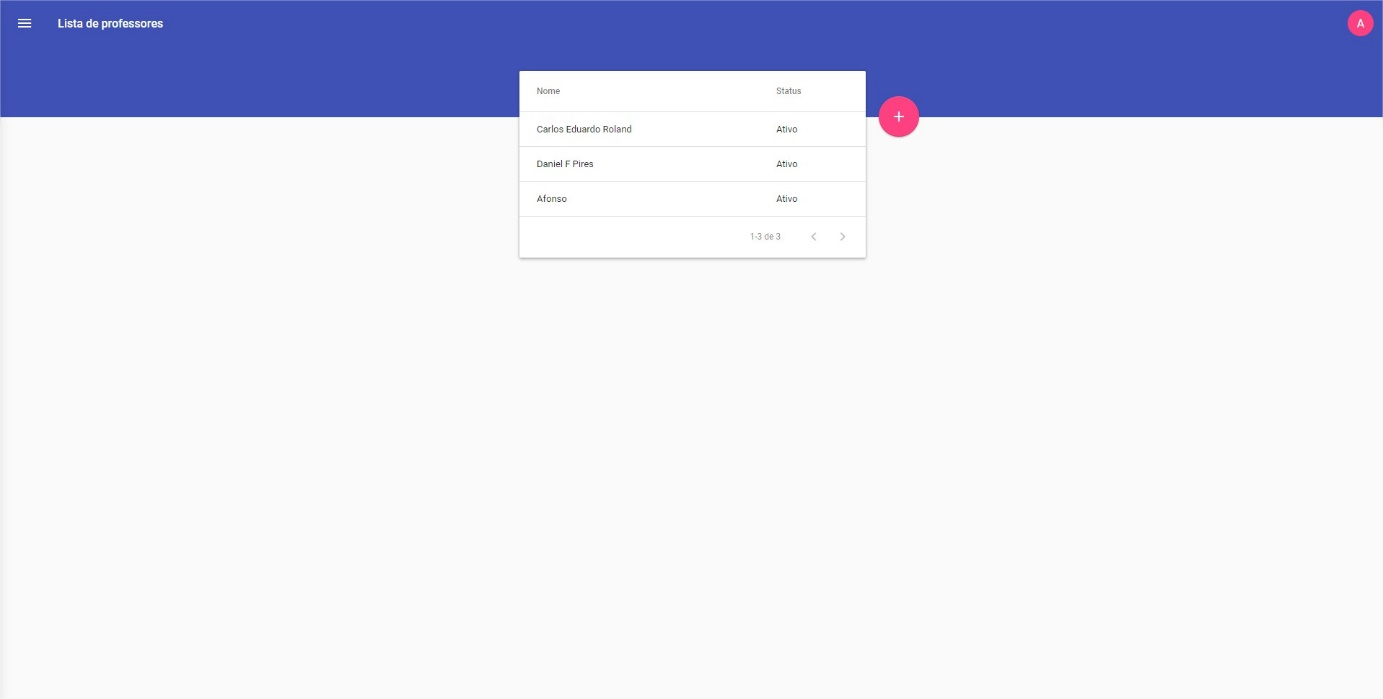 Lista de professores
A
Nome Status
Carlos Eduardo Roland Ativo
Daniel F Pires Ativo
Afonso Ativo
1-3 de 3